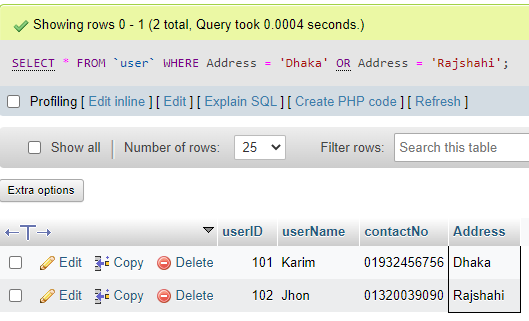 Showing rows 0 - 1 (2 total, Query took 0.0004 seconds.)
SELECT * FROM `user` WHERE Address = 'Dhaka' OR Address = 'Rajshahi';
Profiling [ Edit inline ] [ Edit ] [ Explain SQL ] [ Create PHP code ] [ Refresh ]
Show all Number of rows: 25 Filter rows: Search this table
Extra options
userID userName contactNo Address
Edit Copy Delete 101 Karim 01932456756 Dhaka
Edit Copy Delete 102 Jhon 01320039090 Rajshahi